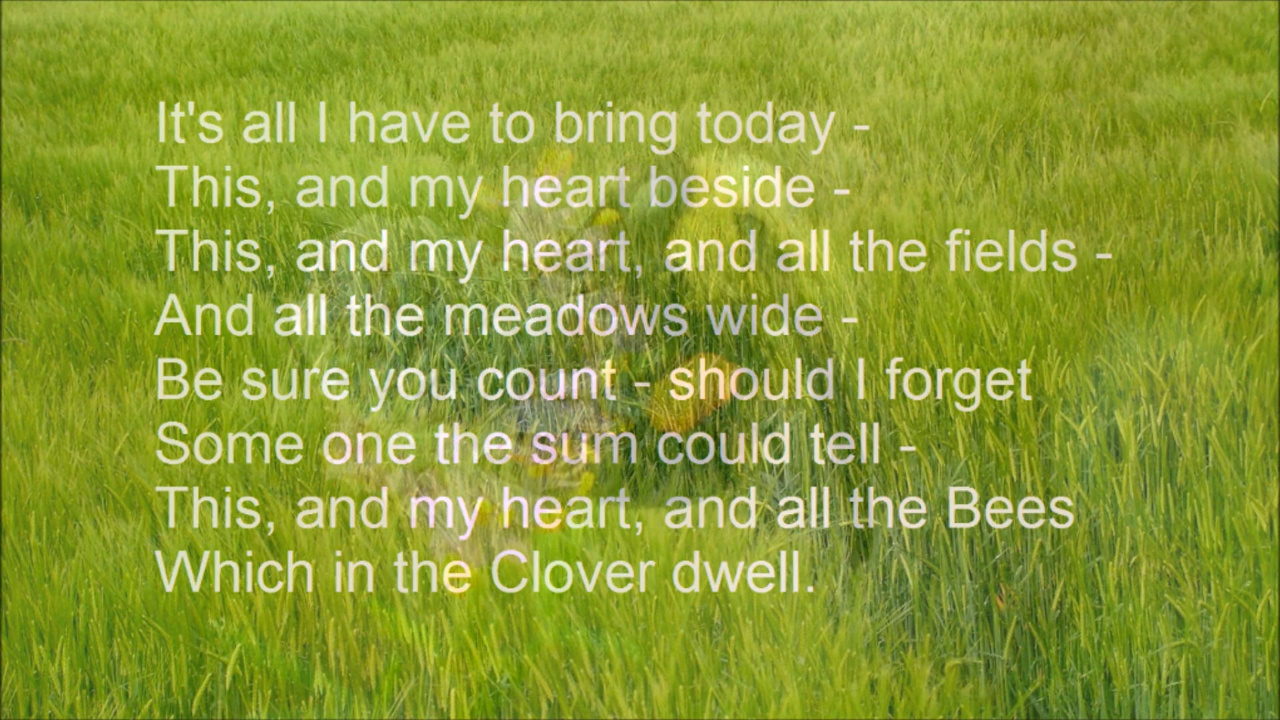 It's all I have to bring today -
This, and my heart beside -
This, and my heart, and all the fields -
And all the meadows wide -
Be sure you count - should I forget
Some one the sum could tell -
This, and my heart, and all the Bees
Which in the Clover dwell.